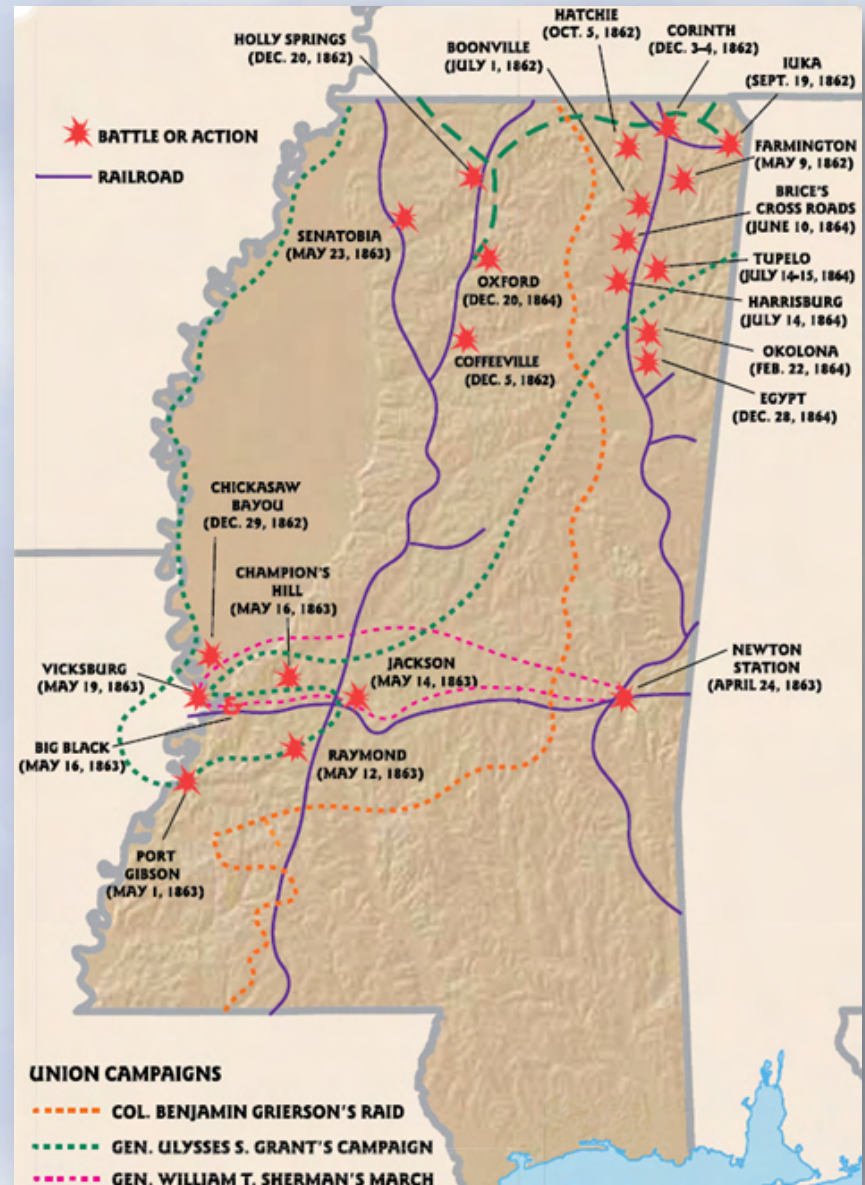 HATCHIE
(OCT. 5, 1862)
CORINTH
(DEC. 3–4, 1862)
HOLLY SPRINGS
(DEC. 20, 1862)
BOONVILLE
(JULY 1, 1862)
IUKA
(SEPT. 19, 1862)
BATTLE OR ACTION
RAILROAD
FARMINGTON
(MAY 9, 1862)
BRICE'S
CROSS ROADS
(JUNE 10, 1864)
SENATOBIA
(MAY 23, 1863)
TUPELO
(JULY 14–15, 1864)
OXFORD
(DEC. 20, 1864)
HARRISBURG
(JULY 14, 1864)
COFFEEVILLE
(DEC. 5, 1862)
OKOLONA
(FEB. 22, 1864)
EGYPT
(DEC. 28, 1864)
CHICKASAW
BAYOU
(DEC. 29, 1862)
CHAMPION'S
HILL
(MAY 16, 1863)
VICKSBURG
(MAY 19, 1863)
JACKSON
(MAY 14, 1863)
NEWTON
STATION
(APRIL 24, 1863)
BIG BLACK
(MAY 16, 1863)
RAYMOND
(MAY 12, 1863)
PORT
GIBSON
(MAY 1, 1863)
UNION CAMPAIGNS
COL. BENJAMIN GRIERSON'S RAID
GEN. ULYSSES S. GRANT'S CAMPAIGN
GEN. WILLIAM T. SHERMAN'S MARCH